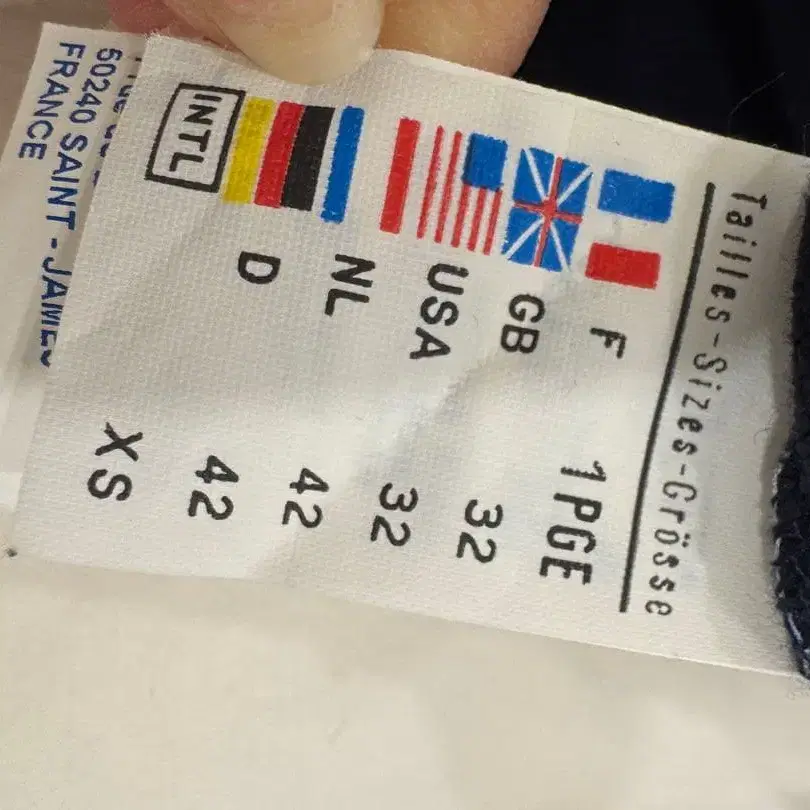 Tailles-Sizes-Grösse
F 1PGE
GB 32
USA 32
NL 42
D 42
INTL XS
50240 SAINT-JAMES
FRANCE